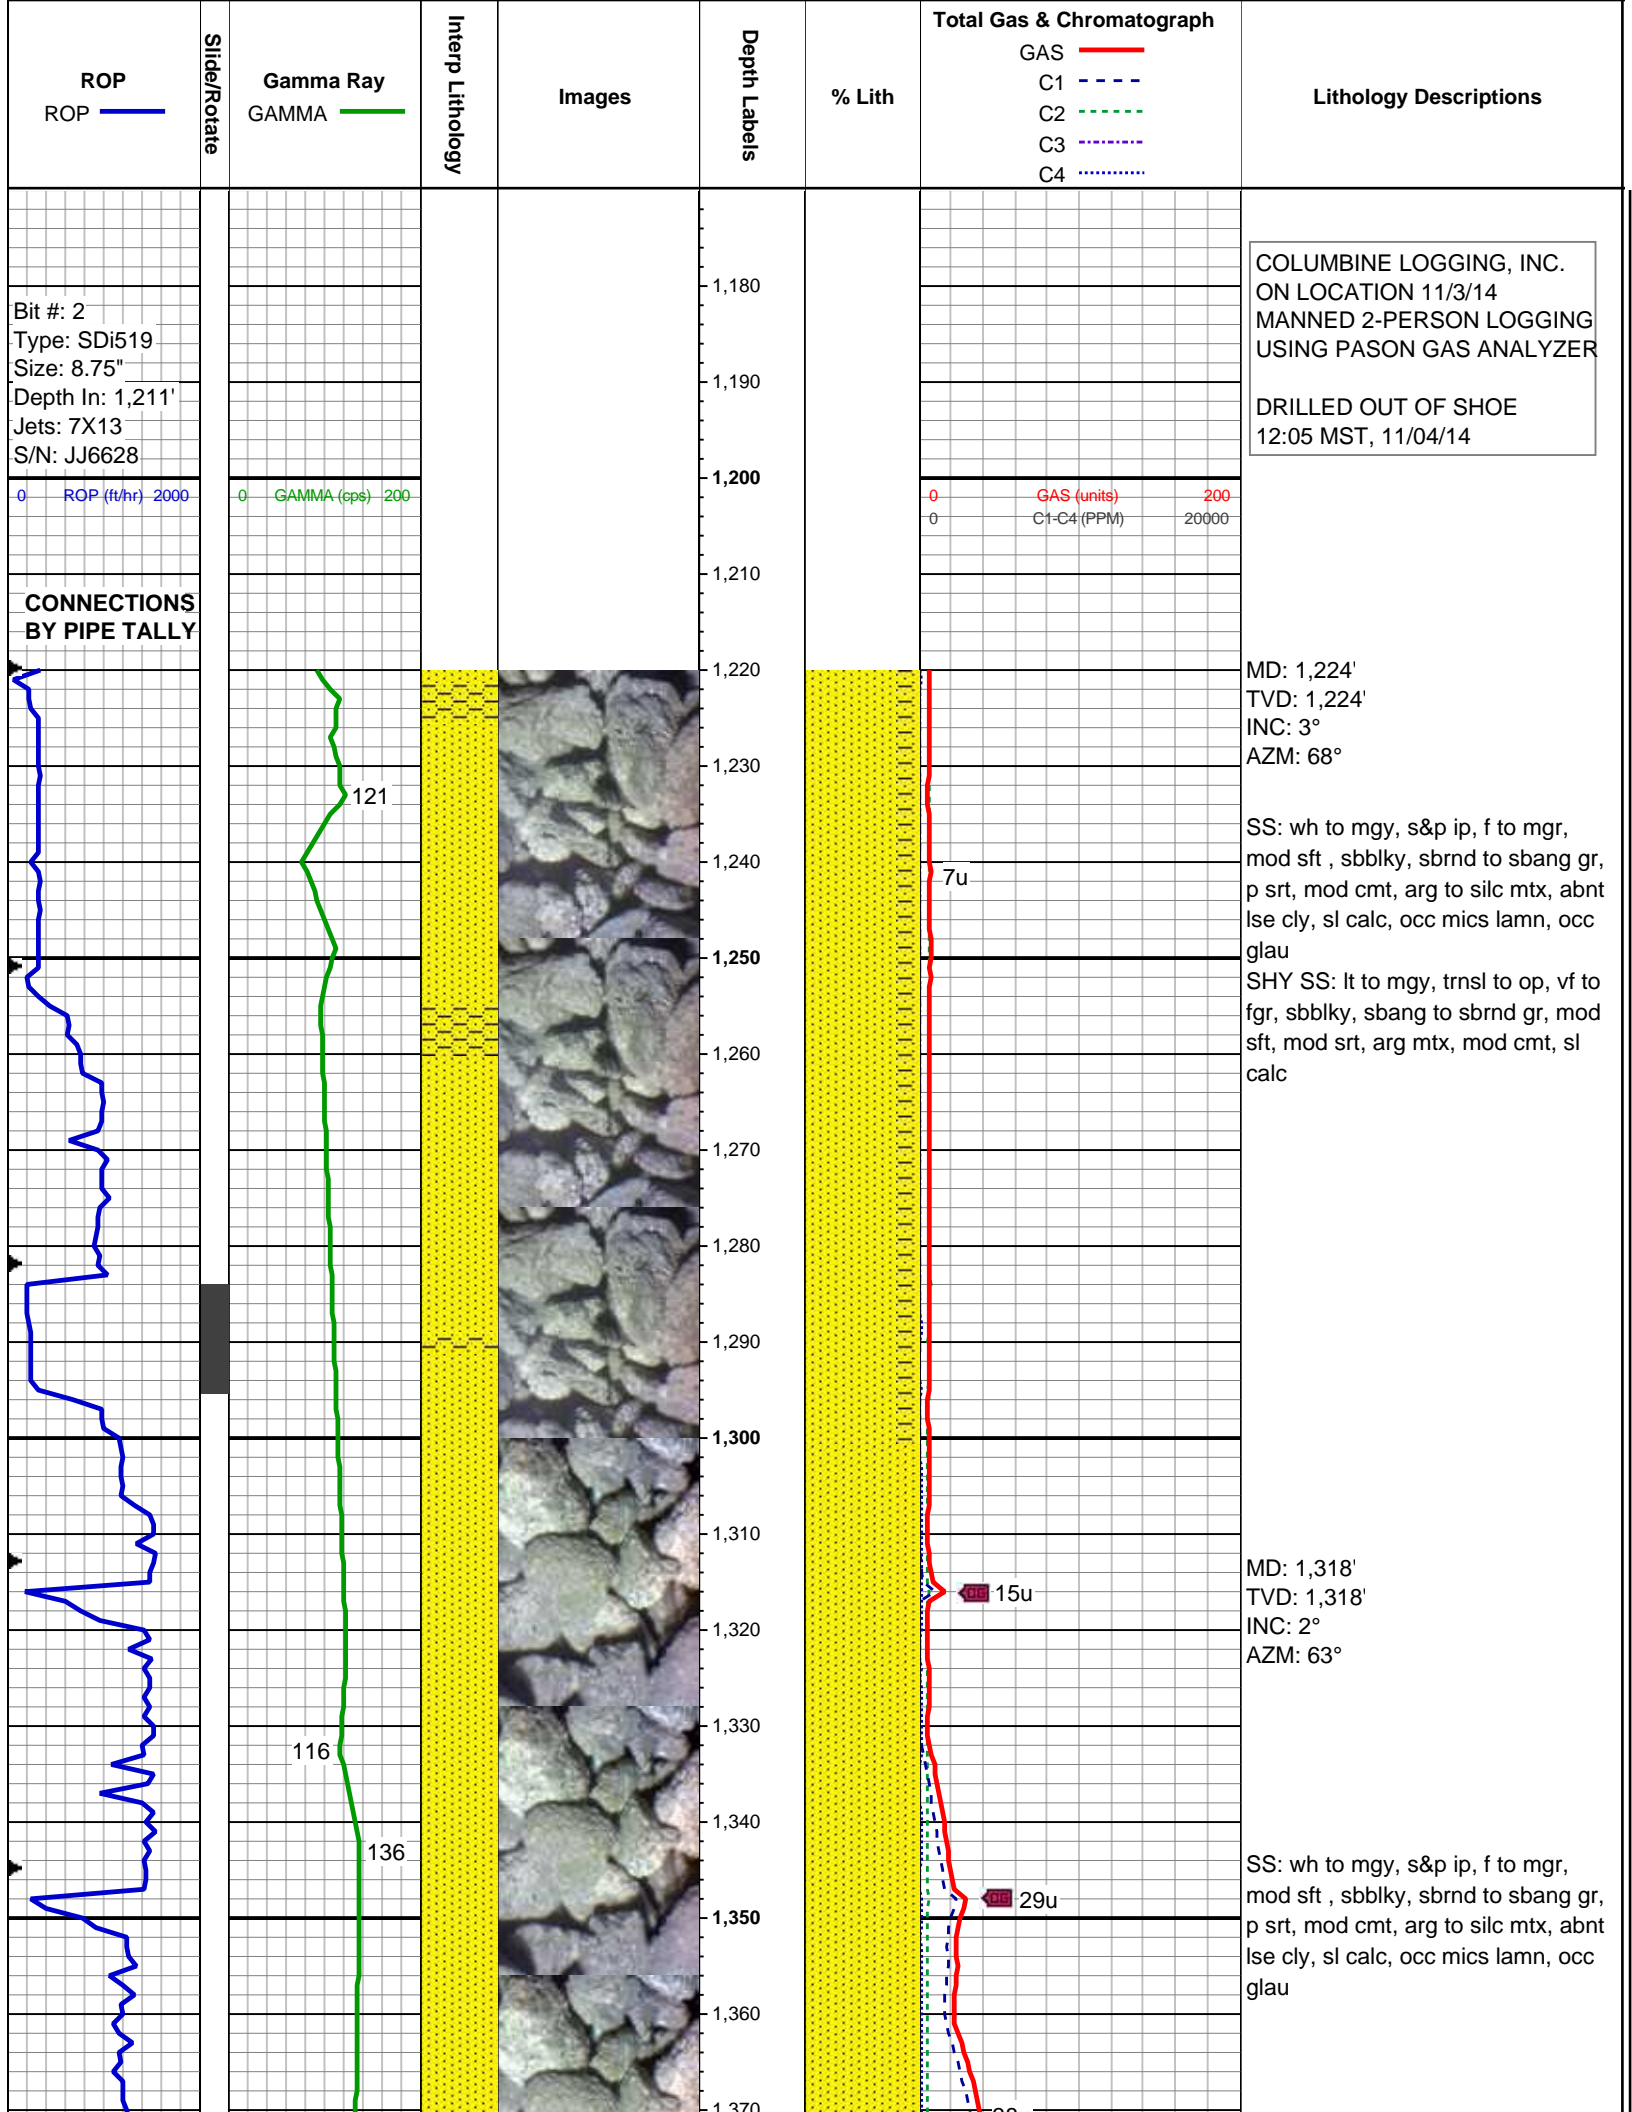 ROP
ROP
Slide/Rotate
Gamma Ray
GAMMA
Interp Lithology
Images
Depth Labels
% Lith
Total Gas & Chromatograph
GAS
C1
C2
C3
C4
Lithology Descriptions
COLUMBINE LOGGING, INC.
ON LOCATION 11/3/14
MANNED 2-PERSON LOGGING
USING PASON GAS ANALYZER
DRILLED OUT OF SHOE
12:05 MST, 11/04/14
Bit #: 2
Type: SDi519
Size: 8.75"
Depth In: 1,211'
Jets: 7X13
S/N: JJ6628
0 ROP (ft/hr) 2000
0 GAMMA (cps) 200
0 GAS (units) 200
0 C1-C4 (PPM) 20000
CONNECTIONS
BY PIPE TALLY
1,180
1,190
1,200
1,210
1,220
1,230
1,240
1,250
1,260
1,270
1,280
1,290
1,300
1,310
1,320
1,330
1,340
1,350
1,360
1,370
121
116
136
7u
DG 15u
DG 29u
MD: 1,224'
TVD: 1,224'
INC: 3°
AZM: 68°
SS: wh to mgy, s&p ip, f to mgr,
mod sft , sbblky, sbrnd to sbang gr,
p srt, mod cmt, arg to silc mtx, abnt
lse cly, sl calc, occ mics lamn, occ
glau
SHY SS: lt to mgy, trnsl to op, vf to
fgr, sbblky, sbang to sbrnd gr, mod
sft, mod srt, arg mtx, mod cmt, sl
calc
MD: 1,318'
TVD: 1,318'
INC: 2°
AZM: 63°
SS: wh to mgy, s&p ip, f to mgr,
mod sft , sbblky, sbrnd to sbang gr,
p srt, mod cmt, arg to silc mtx, abnt
lse cly, sl calc, occ mics lamn, occ
glau